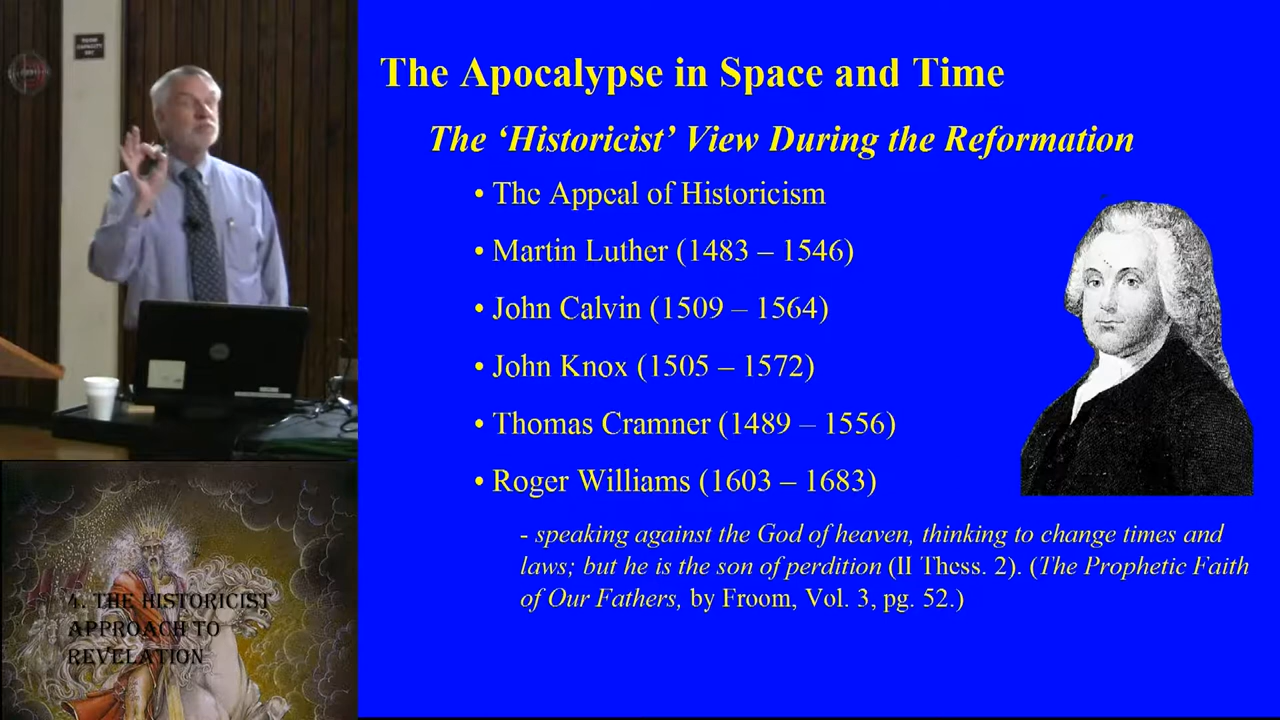 The Apocalypse in Space and Time
The ‘Historicist’ View During the Reformation
• The Appeal of Historicism
• Martin Luther (1483 – 1546)
• John Calvin (1509 – 1564)
• John Knox (1505 – 1572)
• Thomas Cramner (1489 – 1556)
• Roger Williams (1603 – 1683)
- speaking against the God of heaven, thinking to change times and
laws; but he is the son of perdition (II Thess. 2). (The Prophetic Faith
of Our Fathers, by Froom, Vol. 3, pg. 52.)
4. THE HISTORICIST
APPROACH TO
REVELATION